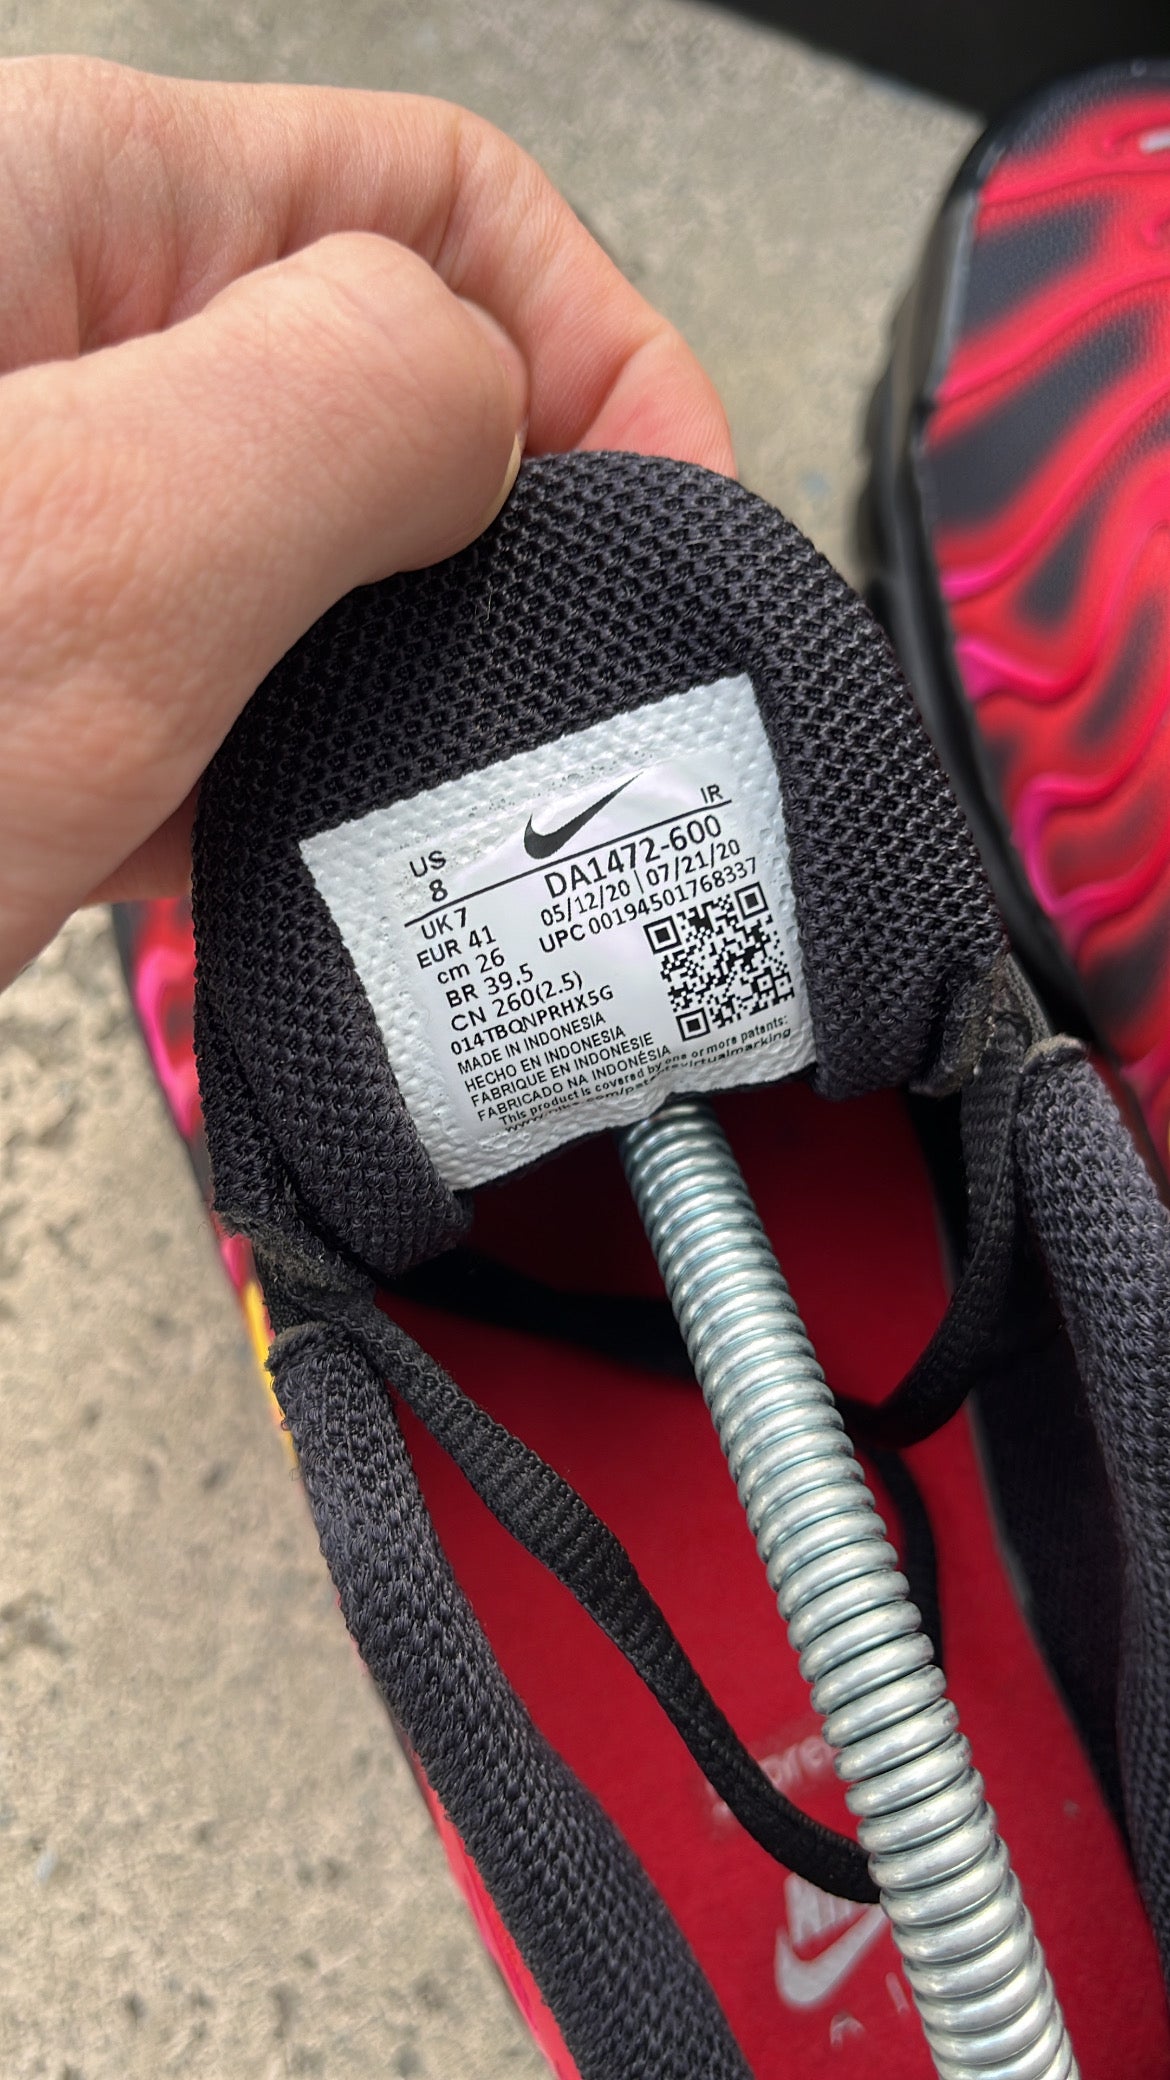 US
8
IR
DA1472-600
05/12/20 | 07/21/20
UPC 00194501768337
UK 7
EUR 41
cm 26
BR 39.5
CN 260(2.5)
014TBQNPRHX5G
MADE IN INDONESIA
HECHO EN INDONESIA
FABRIQUE EN INDONESIE
FABRICADO NA INDONÉSIA
This product is covered by one or more patents: